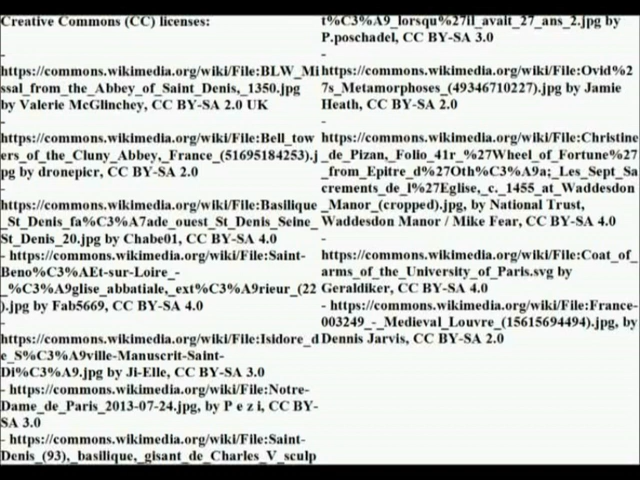 Creative Commons (CC) licenses:
-
https://commons.wikimedia.org/wiki/File:BLW_Mi
ssal_from_the_Abbey_of_Saint_Denis,_1350.jpg
by Valerie McGlinchey, CC BY-SA 2.0 UK
-
https://commons.wikimedia.org/wiki/File:Bell_tow
ers_of_the_Cluny_Abbey,_France_(51695184253).j
pg by dronepicr, CC BY-SA 2.0
-
https://commons.wikimedia.org/wiki/File:Basilique
_St_Denis_fa%C3%A7ade_ouest_St_Denis_Seine_
St_Denis_20.jpg by Chabe01, CC BY-SA 4.0
- https://commons.wikimedia.org/wiki/File:Saint-
Beno%C3%AEt-sur-Loire_-
_%C3%A9glise_abbatiale,_ext%C3%A9rieur_(22
).jpg by Fab5669, CC BY-SA 4.0
-
https://commons.wikimedia.org/wiki/File:Isidore_d
e_S%C3%A9ville-Manuscrit-Saint-
Di%C3%A9.jpg by Ji-Elle, CC BY-SA 3.0
- https://commons.wikimedia.org/wiki/File:Notre-
Dame_de_Paris_2013-07-24.jpg, by P e z i, CC BY-
SA 3.0
- https://commons.wikimedia.org/wiki/File:Saint-
Denis_(93),_basilique,_gisant_de_Charles_V_sculp
t%C3%A9_lorsqu%27il_avait_27_ans_2.jpg by
P.poschadel, CC BY-SA 3.0
-
https://commons.wikimedia.org/wiki/File:Ovid%2
7s_Metamorphoses_(49346710227).jpg by Jamie
Heath, CC BY-SA 2.0
-
https://commons.wikimedia.org/wiki/File:Christine
_de_Pizan,_Folio_41r_%27Wheel_of_Fortune%27
_from_Epitre_d%27Oth%C3%A9a;_Les_Sept_Sa
crements_de_l%27Eglise,_c._1455_at_Waddesdon
_Manor_(cropped).jpg, by National Trust,
Waddesdon Manor / Mike Fear, CC BY-SA 4.0
-
https://commons.wikimedia.org/wiki/File:Coat_of_
arms_of_the_University_of_Paris.svg by
Geraldiker, CC BY-SA 4.0
- https://commons.wikimedia.org/wiki/File:France-
003249_-_Medieval_Louvre_(15615694494).jpg, by
Dennis Jarvis, CC BY-SA 2.0